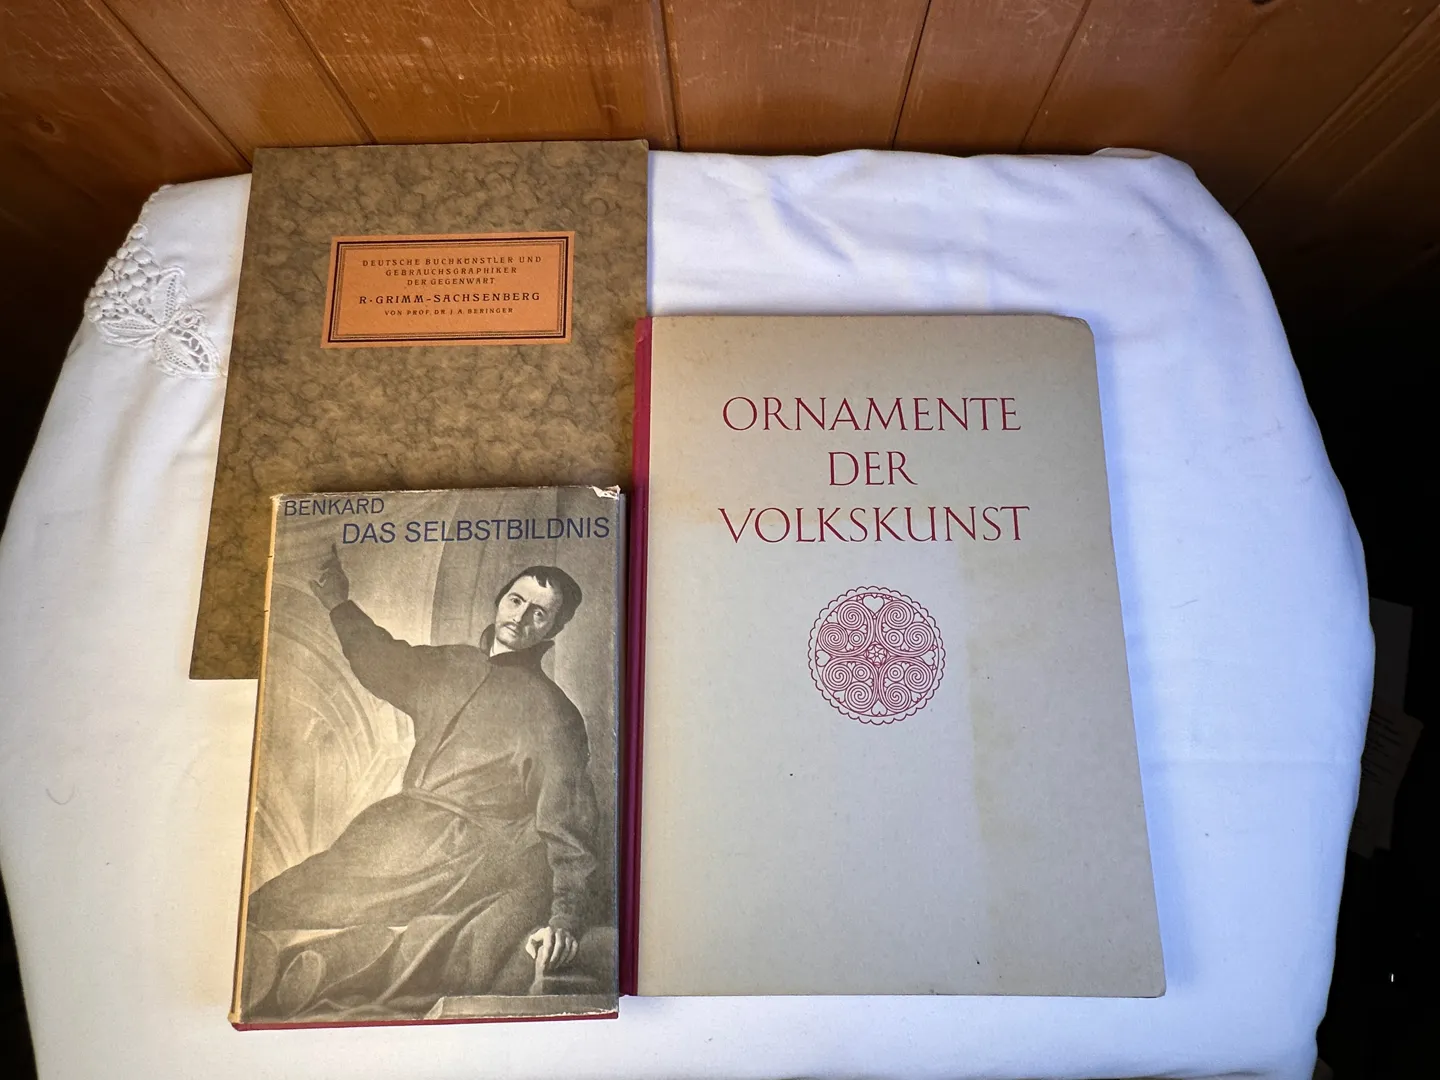 DEUTSCHE BUCHKÜNSTLER UND
GEBRAUCHSGRAPHIKER
DER GEGENWART
R·GRIMM-SACHSENBERG
VON PROF. DR. J. A. BERINGER
BENKARD
DAS SELBSTBILDNIS
ORNAMENTE
DER
VOLKSKUNST